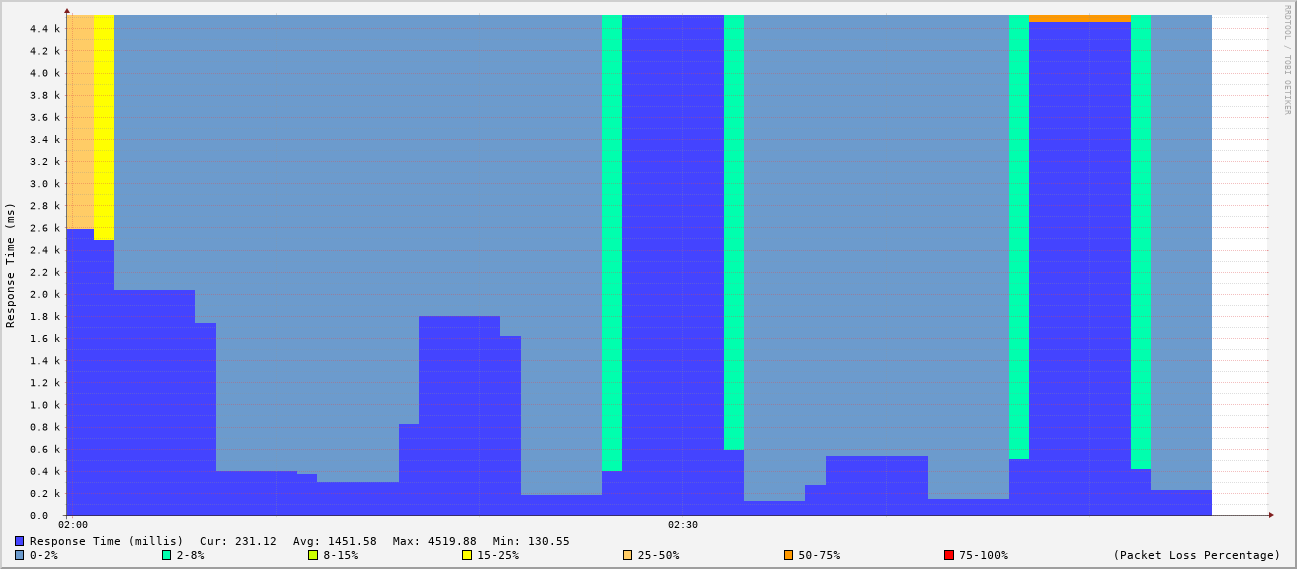 RRDTOOL / TOBI OETIKER
Response Time (ms)
4.4 k
4.2 k
4.0 k
3.8 k
3.6 k
3.4 k
3.2 k
3.0 k
2.8 k
2.6 k
2.4 k
2.2 k
2.0 k
1.8 k
1.6 k
1.4 k
1.2 k
1.0 k
0.8 k
0.6 k
0.4 k
0.2 k
0.0
02:00 02:30
Response Time (millis) Cur: 231.12 Avg: 1451.58 Max: 4519.88 Min: 130.55
0-2% 2-8% 8-15% 15-25% 25-50% 50-75% 75-100% (Packet Loss Percentage)